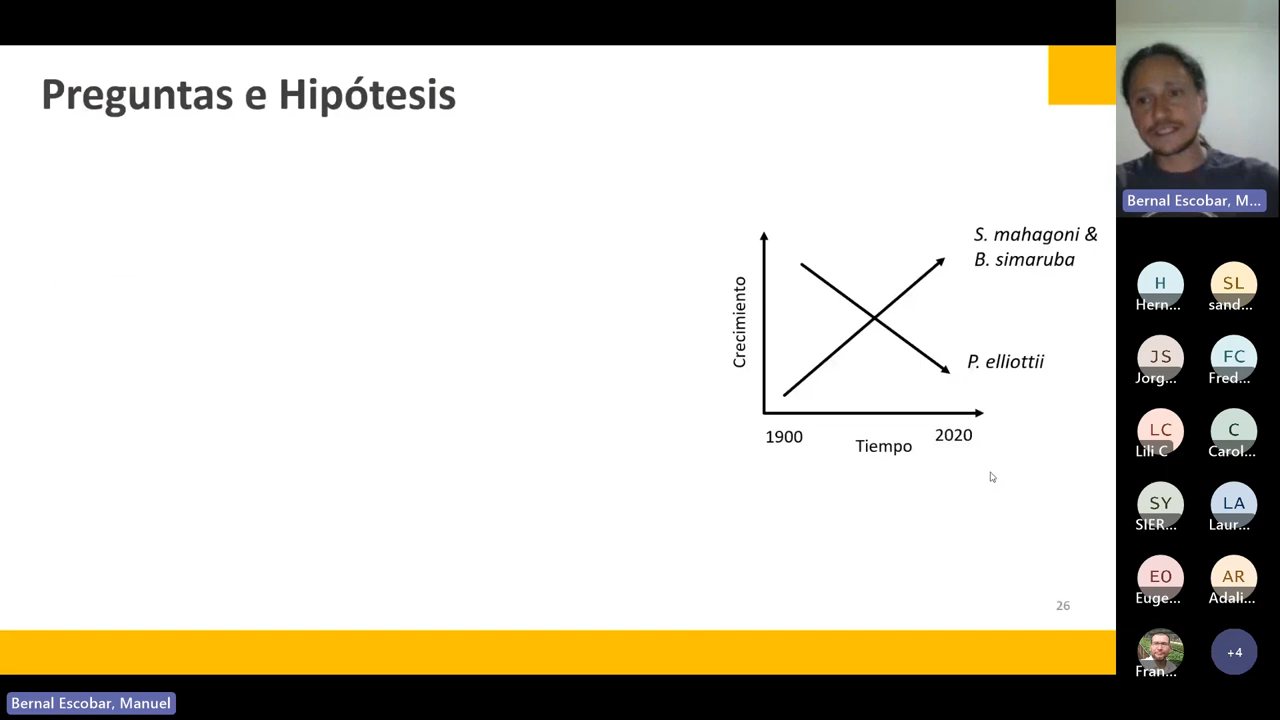 Preguntas e Hipótesis
S. mahagoni &
B. simaruba
Crecimiento
P. elliottii
1900
Tiempo
2020
26
Bernal Escobar, M...
H
Hern...
SL
sand...
JS
Jorg...
FC
Fred...
LC
Lili C
C
Carol...
SY
SIER...
LA
Laur...
EO
Euge...
AR
Adali...
Fran...
+4
Bernal Escobar, Manuel